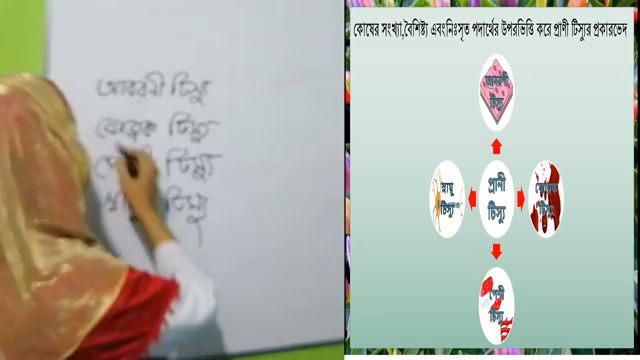 আবরণী টিস্যু
যোজক টিস্যু
টিস্যু
টিস্যু
কোষের সংখ্যা,বৈশিষ্ট্য এবংনিঃসৃত পদার্থের উপরভিত্তি করে প্রাণী টিস্যুর প্রকারভেদ
আবরণী
টিস্যু
স্নায়ু
টিস্যু
প্রাণী
টিস্যু
যোজক
টিস্যু
পেশী
টিস্যু